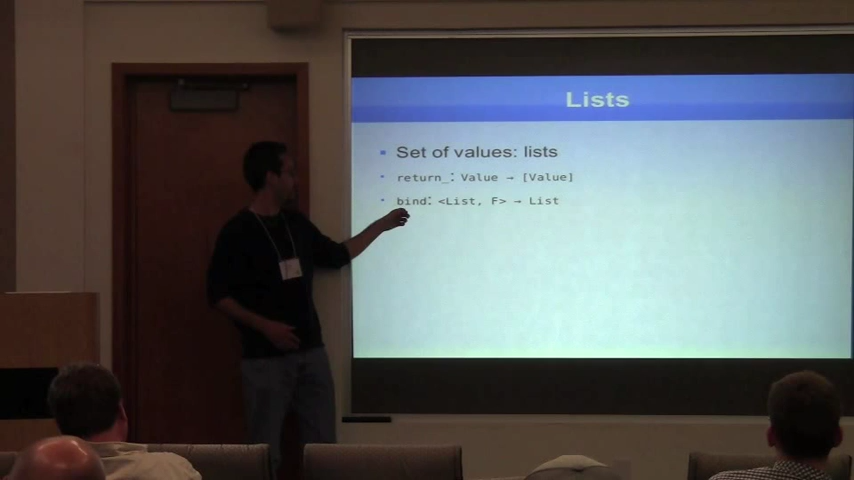 Lists
Set of values: lists
return_: Value → [Value]
bind: <List, F> → List